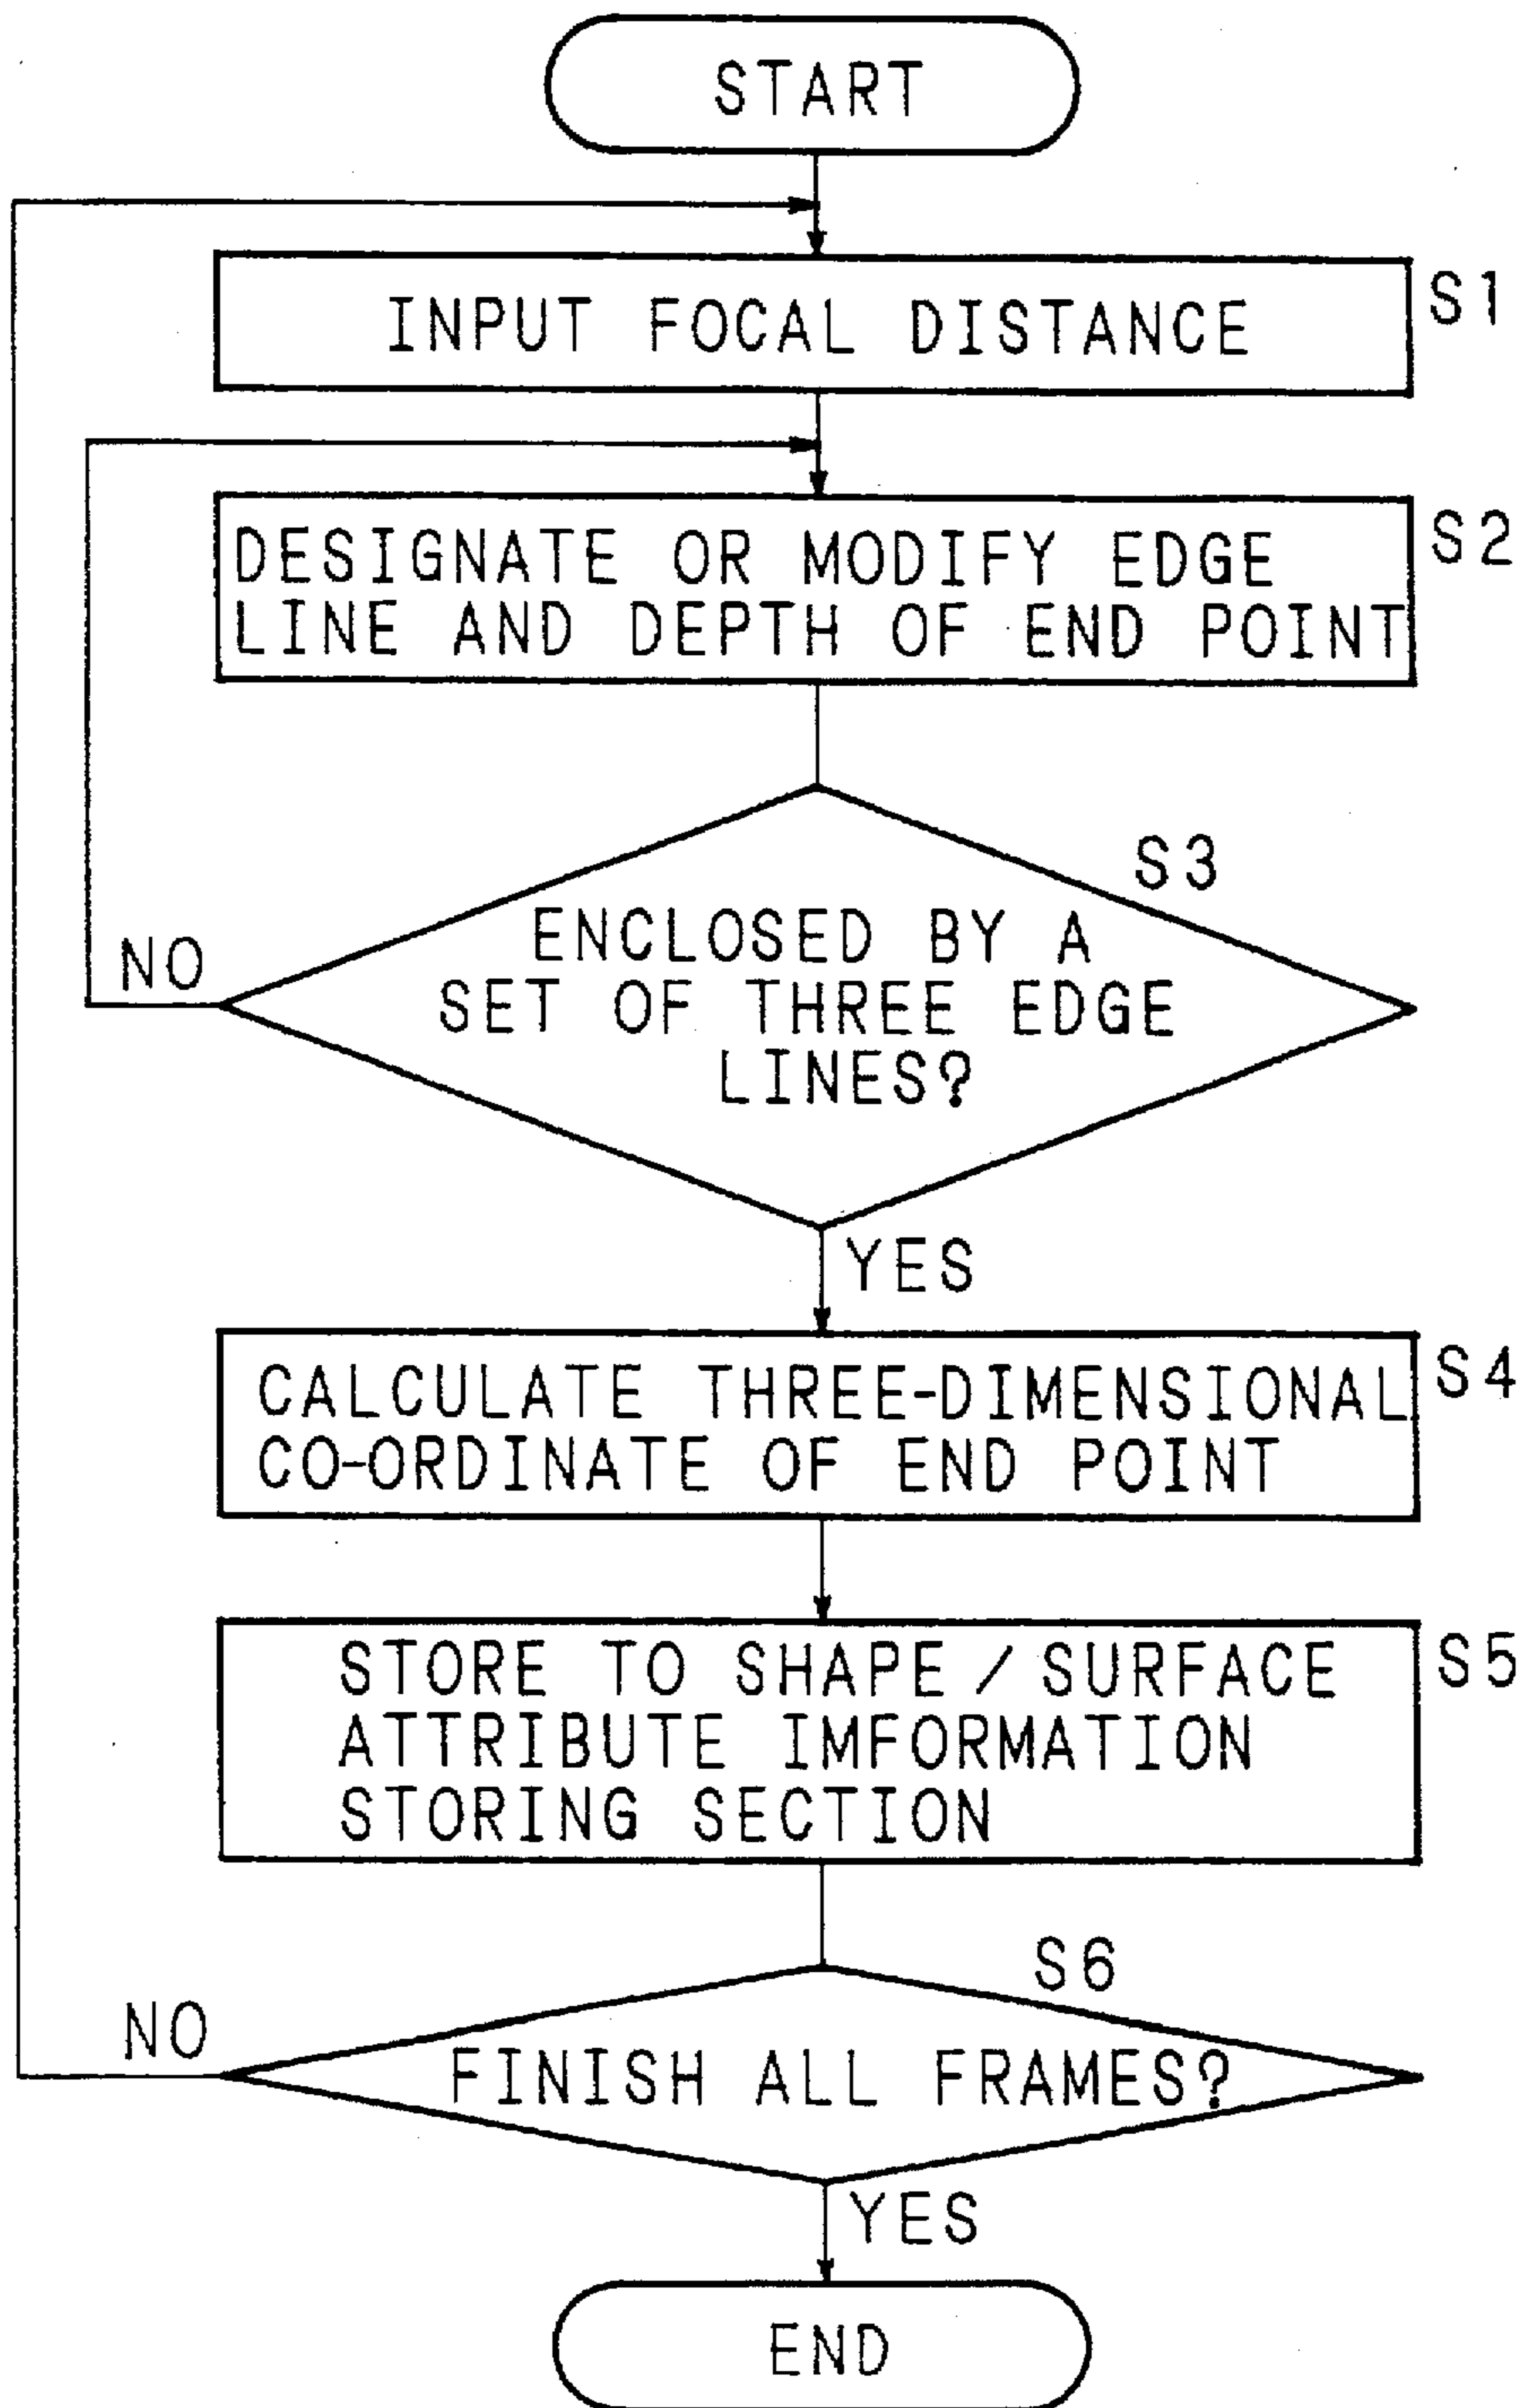 START
INPUT FOCAL DISTANCE
S1
DESIGNATE OR MODIFY EDGE
LINE AND DEPTH OF END POINT
S2
S3
ENCLOSED BY A
SET OF THREE EDGE
LINES?
NO
YES
CALCULATE THREE-DIMENSIONAL
CO-ORDINATE OF END POINT
S4
STORE TO SHAPE / SURFACE
ATTRIBUTE IMFORMATION
STORING SECTION
S5
S6
NO
FINISH ALL FRAMES?
YES
END